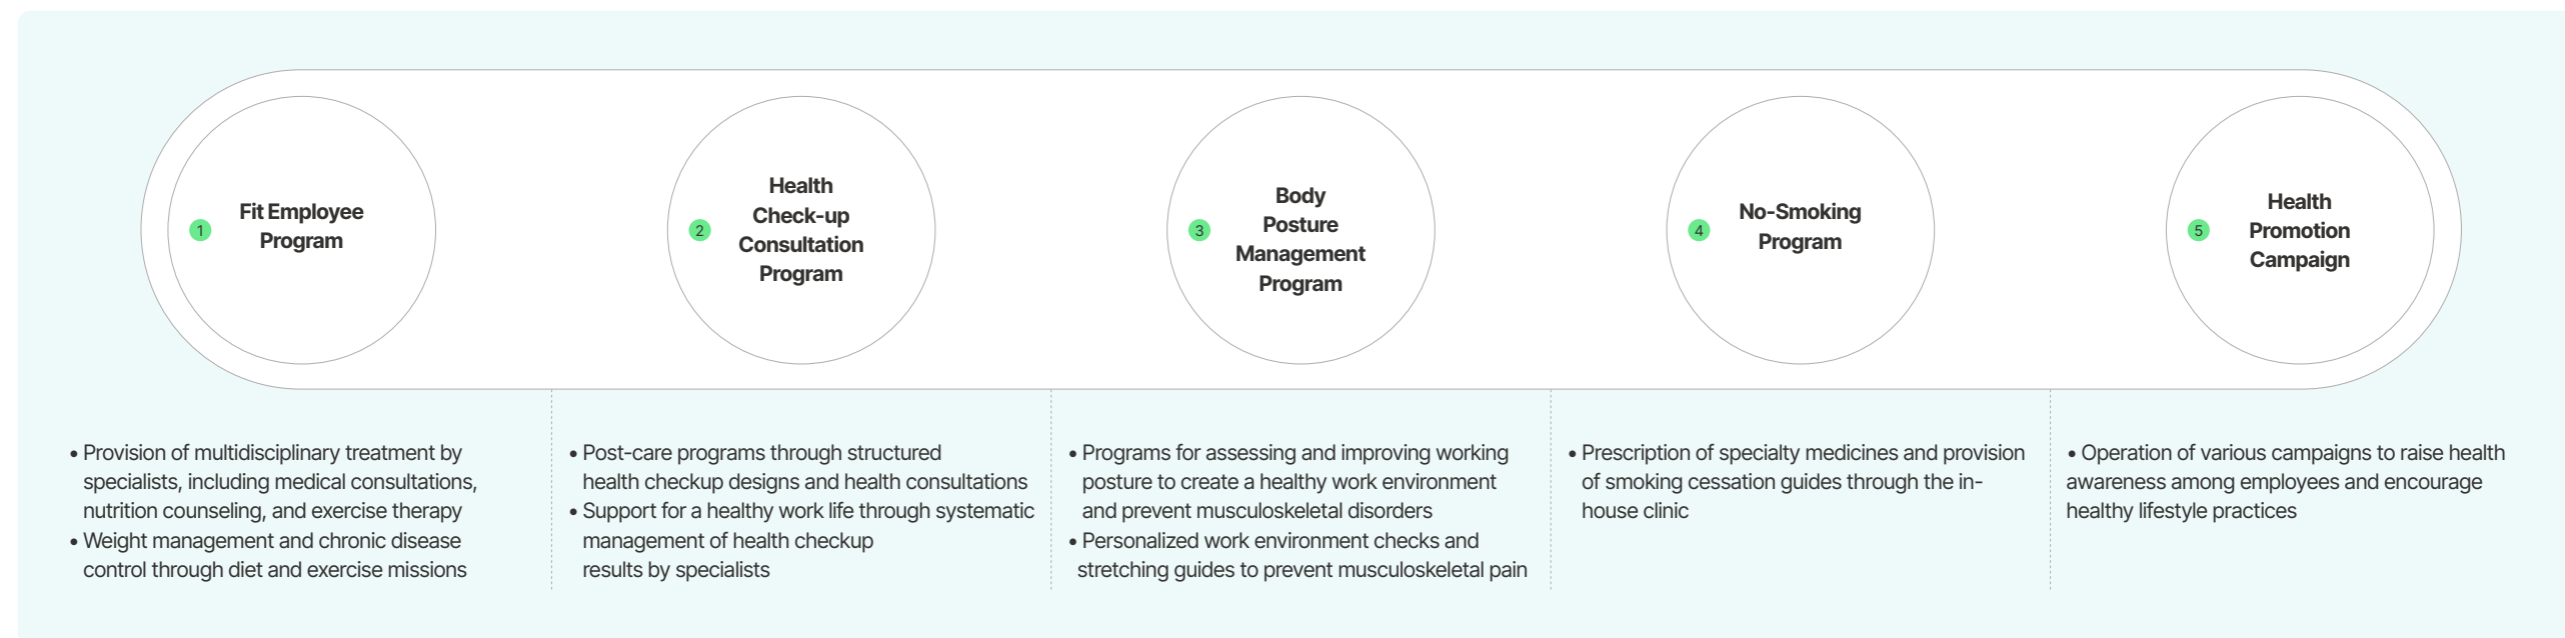 1
Fit Employee
Program
2
Health
Check-up
Consultation
Program
3
Body
Posture
Management
Program
4
No-Smoking
Program
5
Health
Promotion
Campaign
• Provision of multidisciplinary treatment by
specialists, including medical consultations,
nutrition counseling, and exercise therapy
• Weight management and chronic disease
control through diet and exercise missions
• Post-care programs through structured
health checkup designs and health consultations
• Support for a healthy work life through systematic
management of health checkup
results by specialists
• Programs for assessing and improving working
posture to create a healthy work environment
and prevent musculoskeletal disorders
• Personalized work environment checks and
stretching guides to prevent musculoskeletal pain
• Prescription of specialty medicines and provision
of smoking cessation guides through the in-
house clinic
• Operation of various campaigns to raise health
awareness among employees and encourage
healthy lifestyle practices